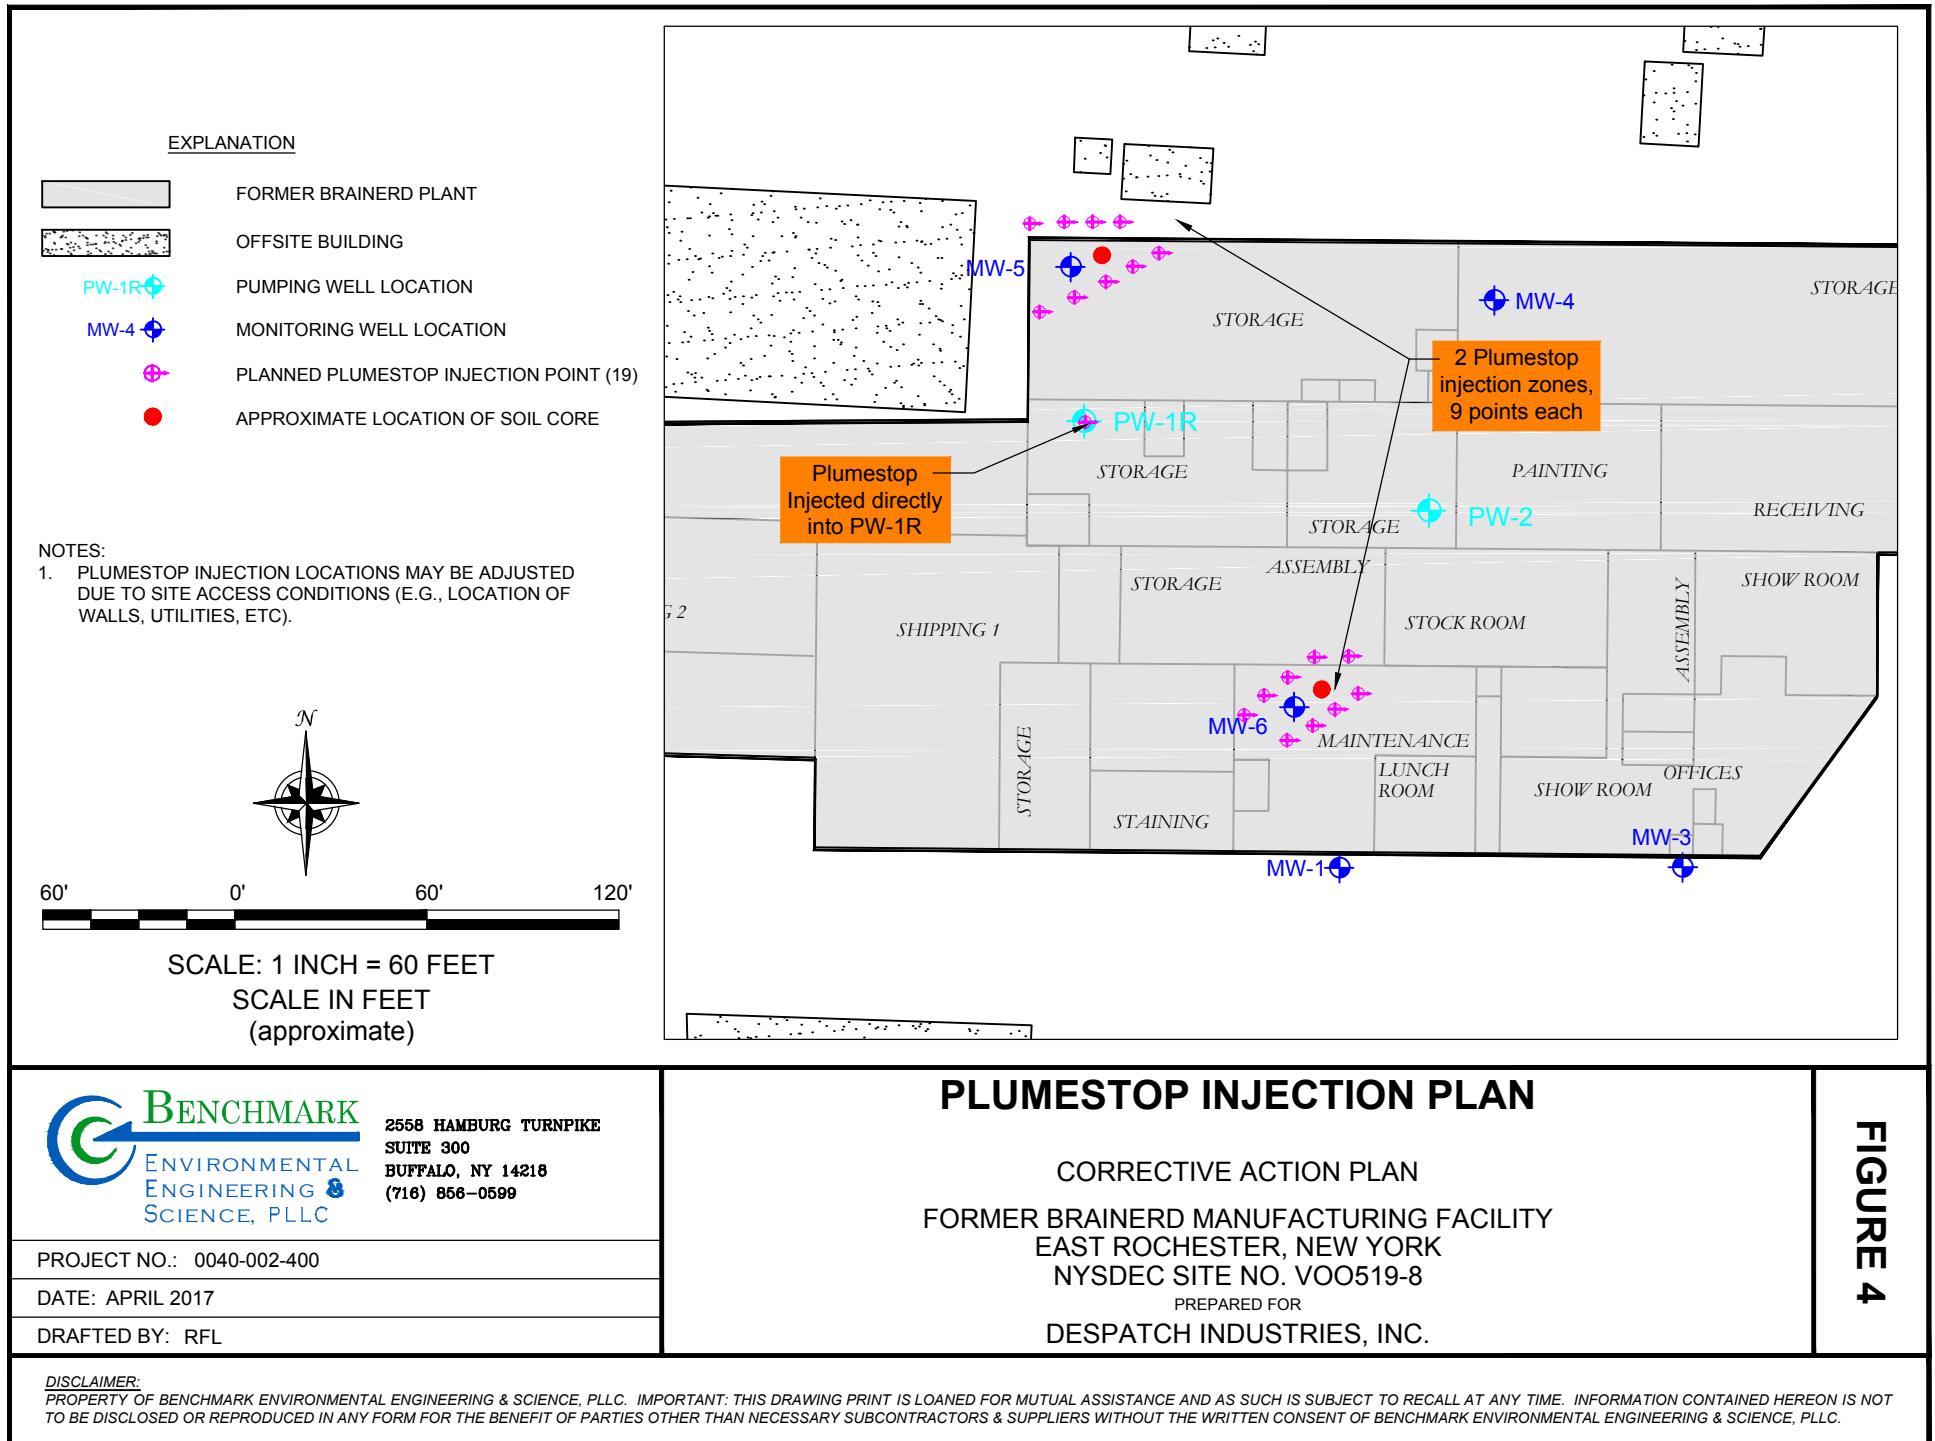 EXPLANATION
FORMER BRAINERD PLANT
OFFSITE BUILDING
PW-1R
PUMPING WELL LOCATION
MW-4
MONITORING WELL LOCATION
PLANNED PLUMESTOP INJECTION POINT (19)
APPROXIMATE LOCATION OF SOIL CORE
NOTES:
1. PLUMESTOP INJECTION LOCATIONS MAY BE ADJUSTED
DUE TO SITE ACCESS CONDITIONS (E.G., LOCATION OF
WALLS, UTILITIES, ETC).
N
60' 0' 60' 120'
SCALE: 1 INCH = 60 FEET
SCALE IN FEET
(approximate)
MW-5
STORAGE
MW-4
STORAGE
2 Plumestop
injection zones,
9 points each
PW-1R
Plumestop
Injected directly
into PW-1R
STORAGE
PAINTING
STORAGE
PW-2
RECEIVING
ASSEMBLY
STORAGE
SHOW ROOM
G 2
SHIPPING 1
STOCK ROOM
ASSEMBLY
MW-6
MAINTENANCE
STORAGE
LUNCH
ROOM
OFFICES
SHOW ROOM
STAINING
MW-3
MW-1
BENCHMARK
ENVIRONMENTAL
ENGINEERING &
SCIENCE, PLLC
2558 HAMBURG TURNPIKE
SUITE 300
BUFFALO, NY 14218
(716) 856-0599
PROJECT NO.: 0040-002-400
DATE: APRIL 2017
DRAFTED BY: RFL
PLUMESTOP INJECTION PLAN
CORRECTIVE ACTION PLAN
FORMER BRAINERD MANUFACTURING FACILITY
EAST ROCHESTER, NEW YORK
NYSDEC SITE NO. VOO519-8
PREPARED FOR
DESPATCH INDUSTRIES, INC.
FIGURE 4
DISCLAIMER:
PROPERTY OF BENCHMARK ENVIRONMENTAL ENGINEERING & SCIENCE, PLLC. IMPORTANT: THIS DRAWING PRINT IS LOANED FOR MUTUAL ASSISTANCE AND AS SUCH IS SUBJECT TO RECALL AT ANY TIME. INFORMATION CONTAINED HEREON IS NOT
TO BE DISCLOSED OR REPRODUCED IN ANY FORM FOR THE BENEFIT OF PARTIES OTHER THAN NECESSARY SUBCONTRACTORS & SUPPLIERS WITHOUT THE WRITTEN CONSENT OF BENCHMARK ENVIRONMENTAL ENGINEERING & SCIENCE, PLLC.